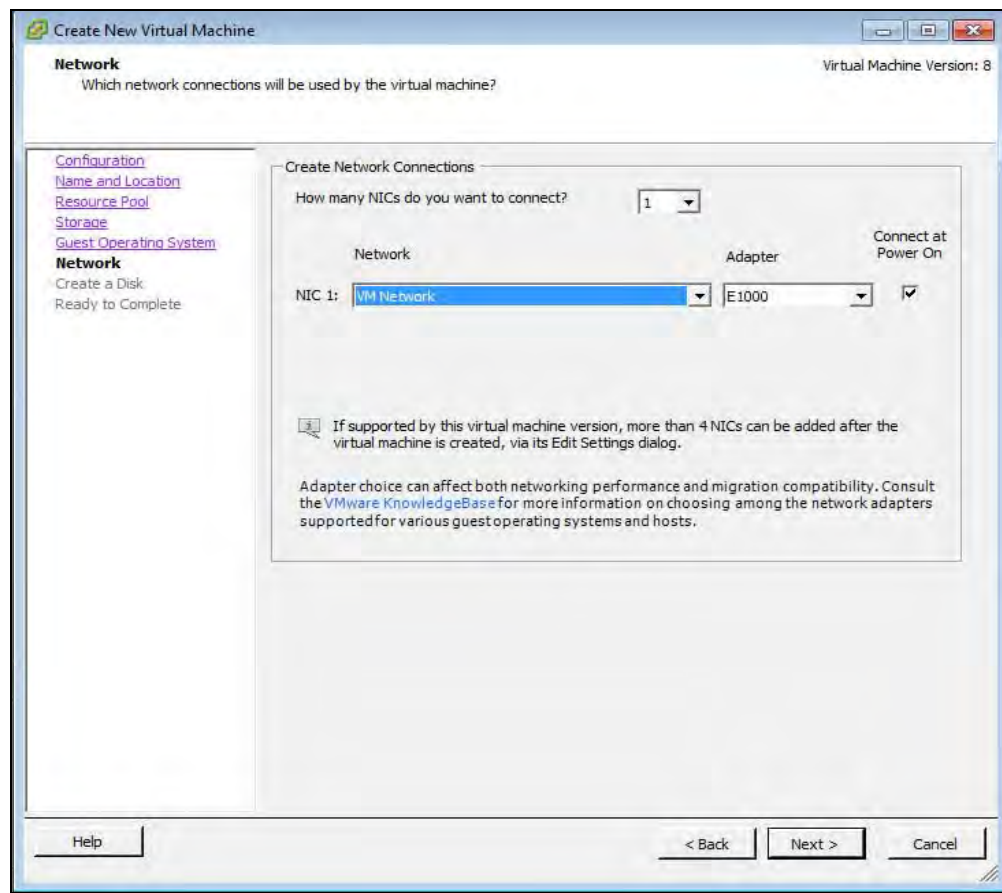 Create New Virtual Machine
Network
Which network connections will be used by the virtual machine?
Virtual Machine Version: 8
Configuration
Name and Location
Resource Pool
Storage
Guest Operating System
Network
Create a Disk
Ready to Complete
Create Network Connections
How many NICs do you want to connect? 1
Network Adapter Connect at
Power On
NIC 1: VM Network E1000
If supported by this virtual machine version, more than 4 NICs can be added after the
virtual machine is created, via its Edit Settings dialog.
Adapter choice can affect both networking performance and migration compatibility. Consult
the VMware KnowledgeBase for more information on choosing among the network adapters
supported for various guest operating systems and hosts.
Help < Back Next > Cancel